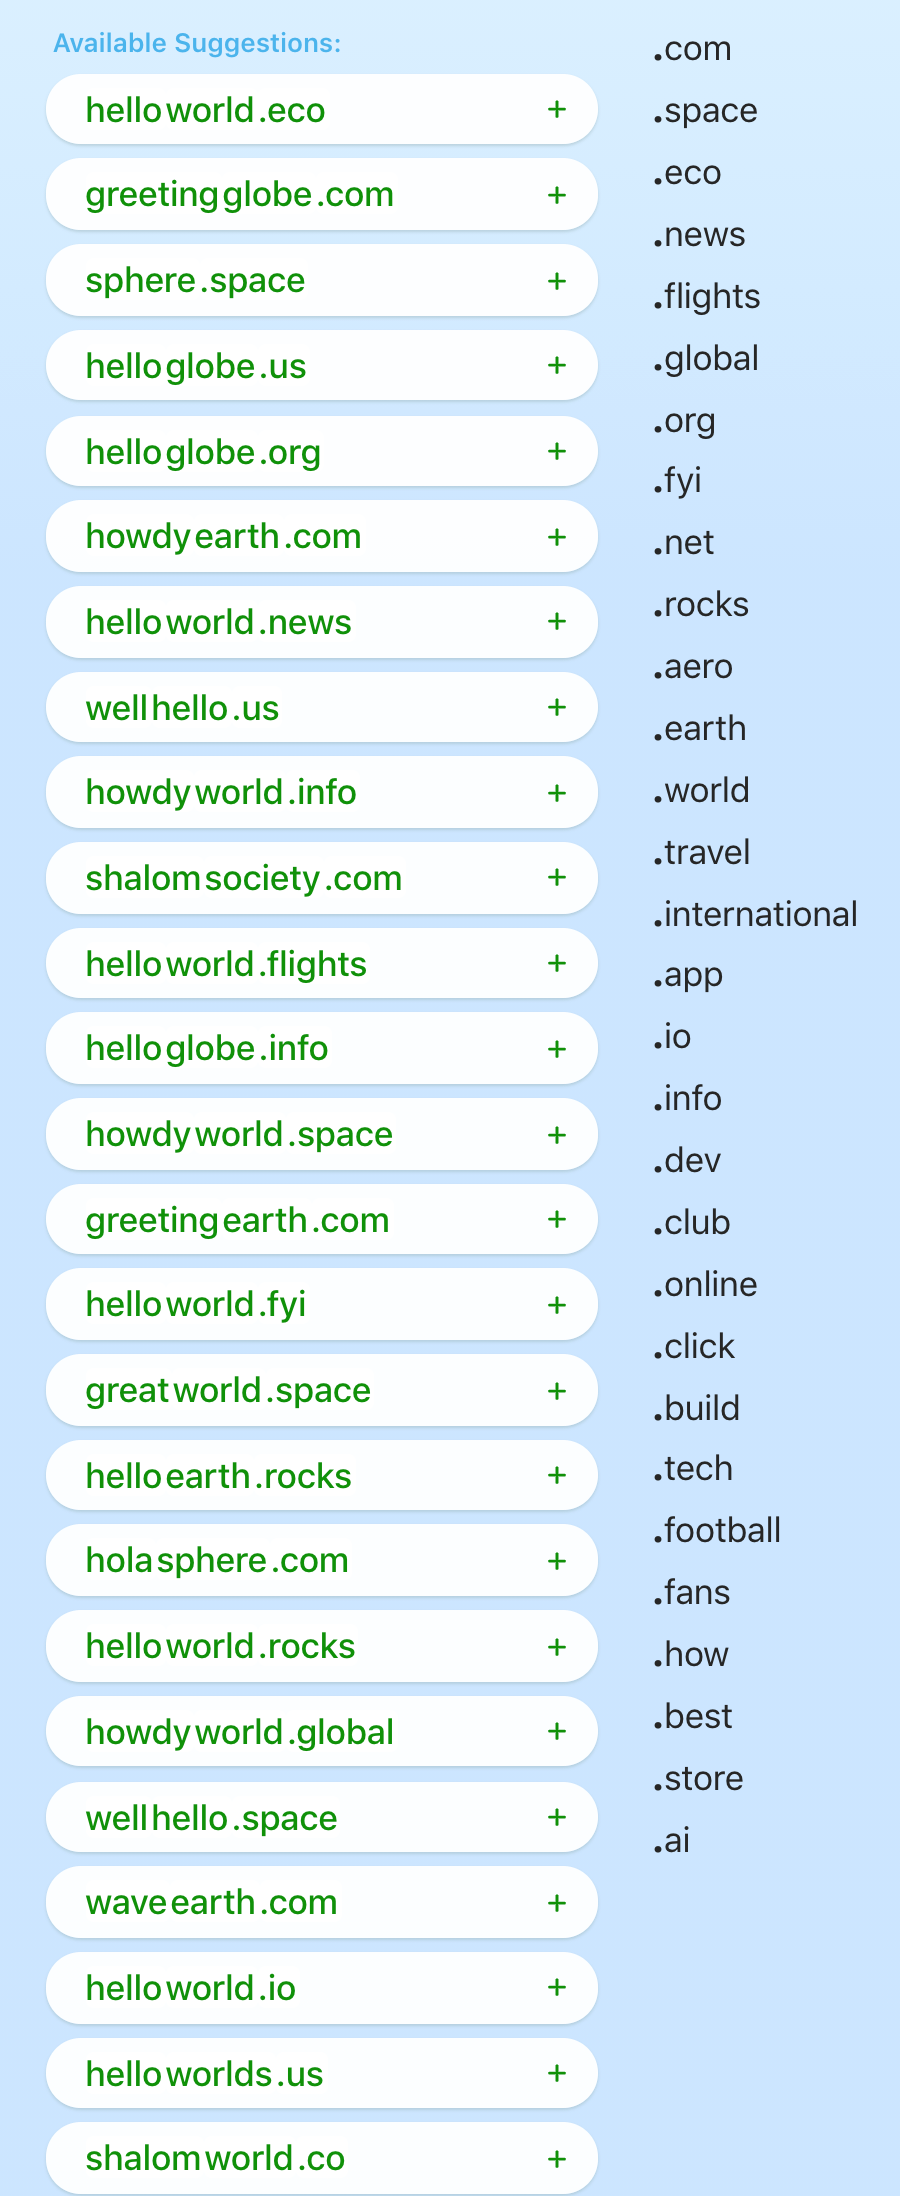 Available Suggestions:
helloworld.eco +
greetingglobe.com +
sphere.space +
helloglobe.us +
helloglobe.org +
howdyearth.com +
helloworld.news +
wellhello.us +
howdyworld.info +
shalomsociety.com +
helloworld.flights +
helloglobe.info +
howdyworld.space +
greetingearth.com +
helloworld.fyi +
greatworld.space +
helloearth.rocks +
holasphere.com +
helloworld.rocks +
howdyworld.global +
wellhello.space +
waveearth.com +
helloworld.io +
helloworlds.us +
shalomworld.co +
.com
.space
.eco
.news
.flights
.global
.org
.fyi
.net
.rocks
.aero
.earth
.world
.travel
.international
.app
.io
.info
.dev
.club
.online
.click
.build
.tech
.football
.fans
.how
.best
.store
.ai